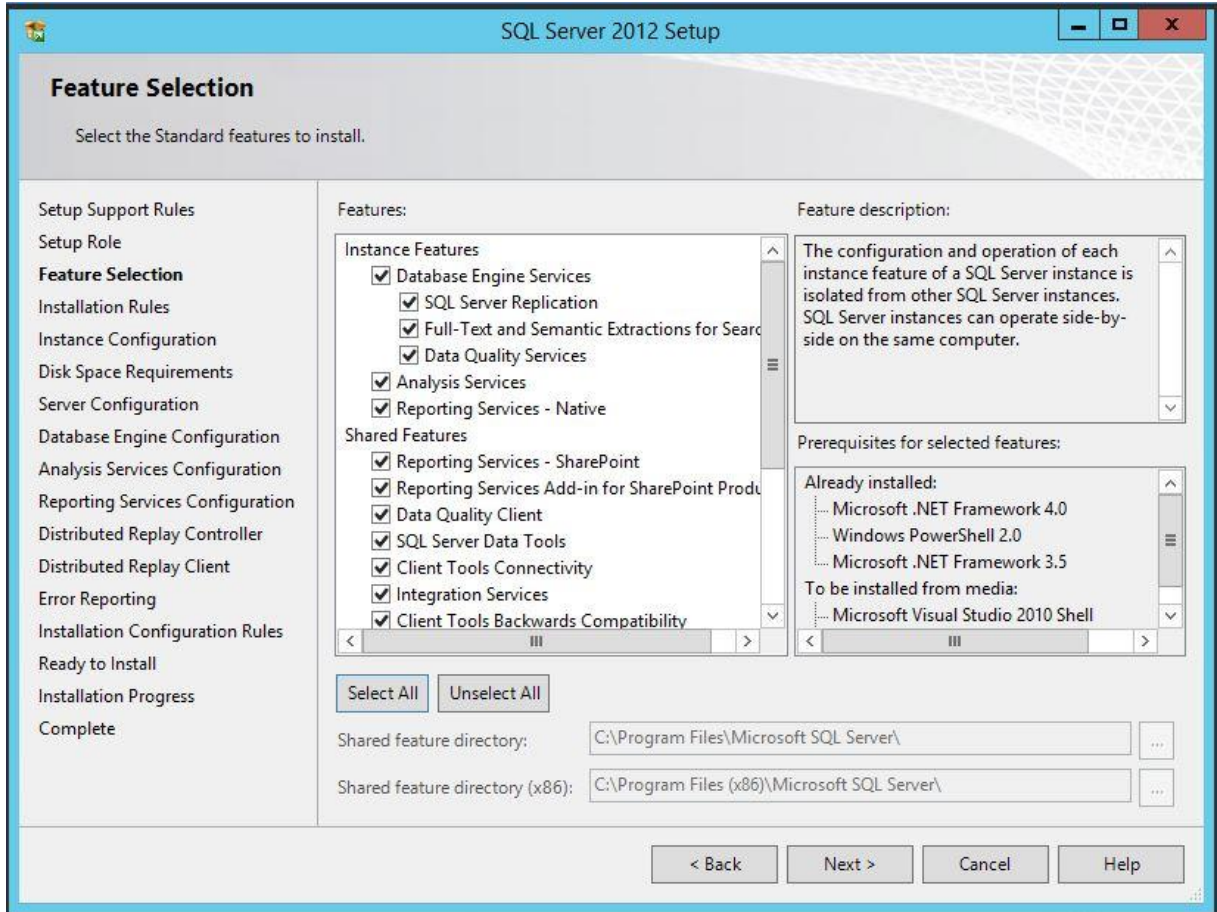 SQL Server 2012 Setup
Feature Selection
Select the Standard features to install.
Setup Support Rules
Setup Role
Feature Selection
Installation Rules
Instance Configuration
Disk Space Requirements
Server Configuration
Database Engine Configuration
Analysis Services Configuration
Reporting Services Configuration
Distributed Replay Controller
Distributed Replay Client
Error Reporting
Installation Configuration Rules
Ready to Install
Installation Progress
Complete
Features:
Instance Features
Database Engine Services
SQL Server Replication
Full-Text and Semantic Extractions for Searc
Data Quality Services
Analysis Services
Reporting Services - Native
Shared Features
Reporting Services - SharePoint
Reporting Services Add-in for SharePoint Produ
Data Quality Client
SQL Server Data Tools
Client Tools Connectivity
Integration Services
Client Tools Backwards Compatibility
Feature description:
The configuration and operation of each
instance feature of a SQL Server instance is
isolated from other SQL Server instances.
SQL Server instances can operate side-by-
side on the same computer.
Prerequisites for selected features:
Already installed:
Microsoft .NET Framework 4.0
Windows PowerShell 2.0
Microsoft .NET Framework 3.5
To be installed from media:
Microsoft Visual Studio 2010 Shell
Select All
Unselect All
Shared feature directory:
C:\Program Files\Microsoft SQL Server\
...
Shared feature directory (x86):
C:\Program Files (x86)\Microsoft SQL Server\
...
< Back
Next >
Cancel
Help